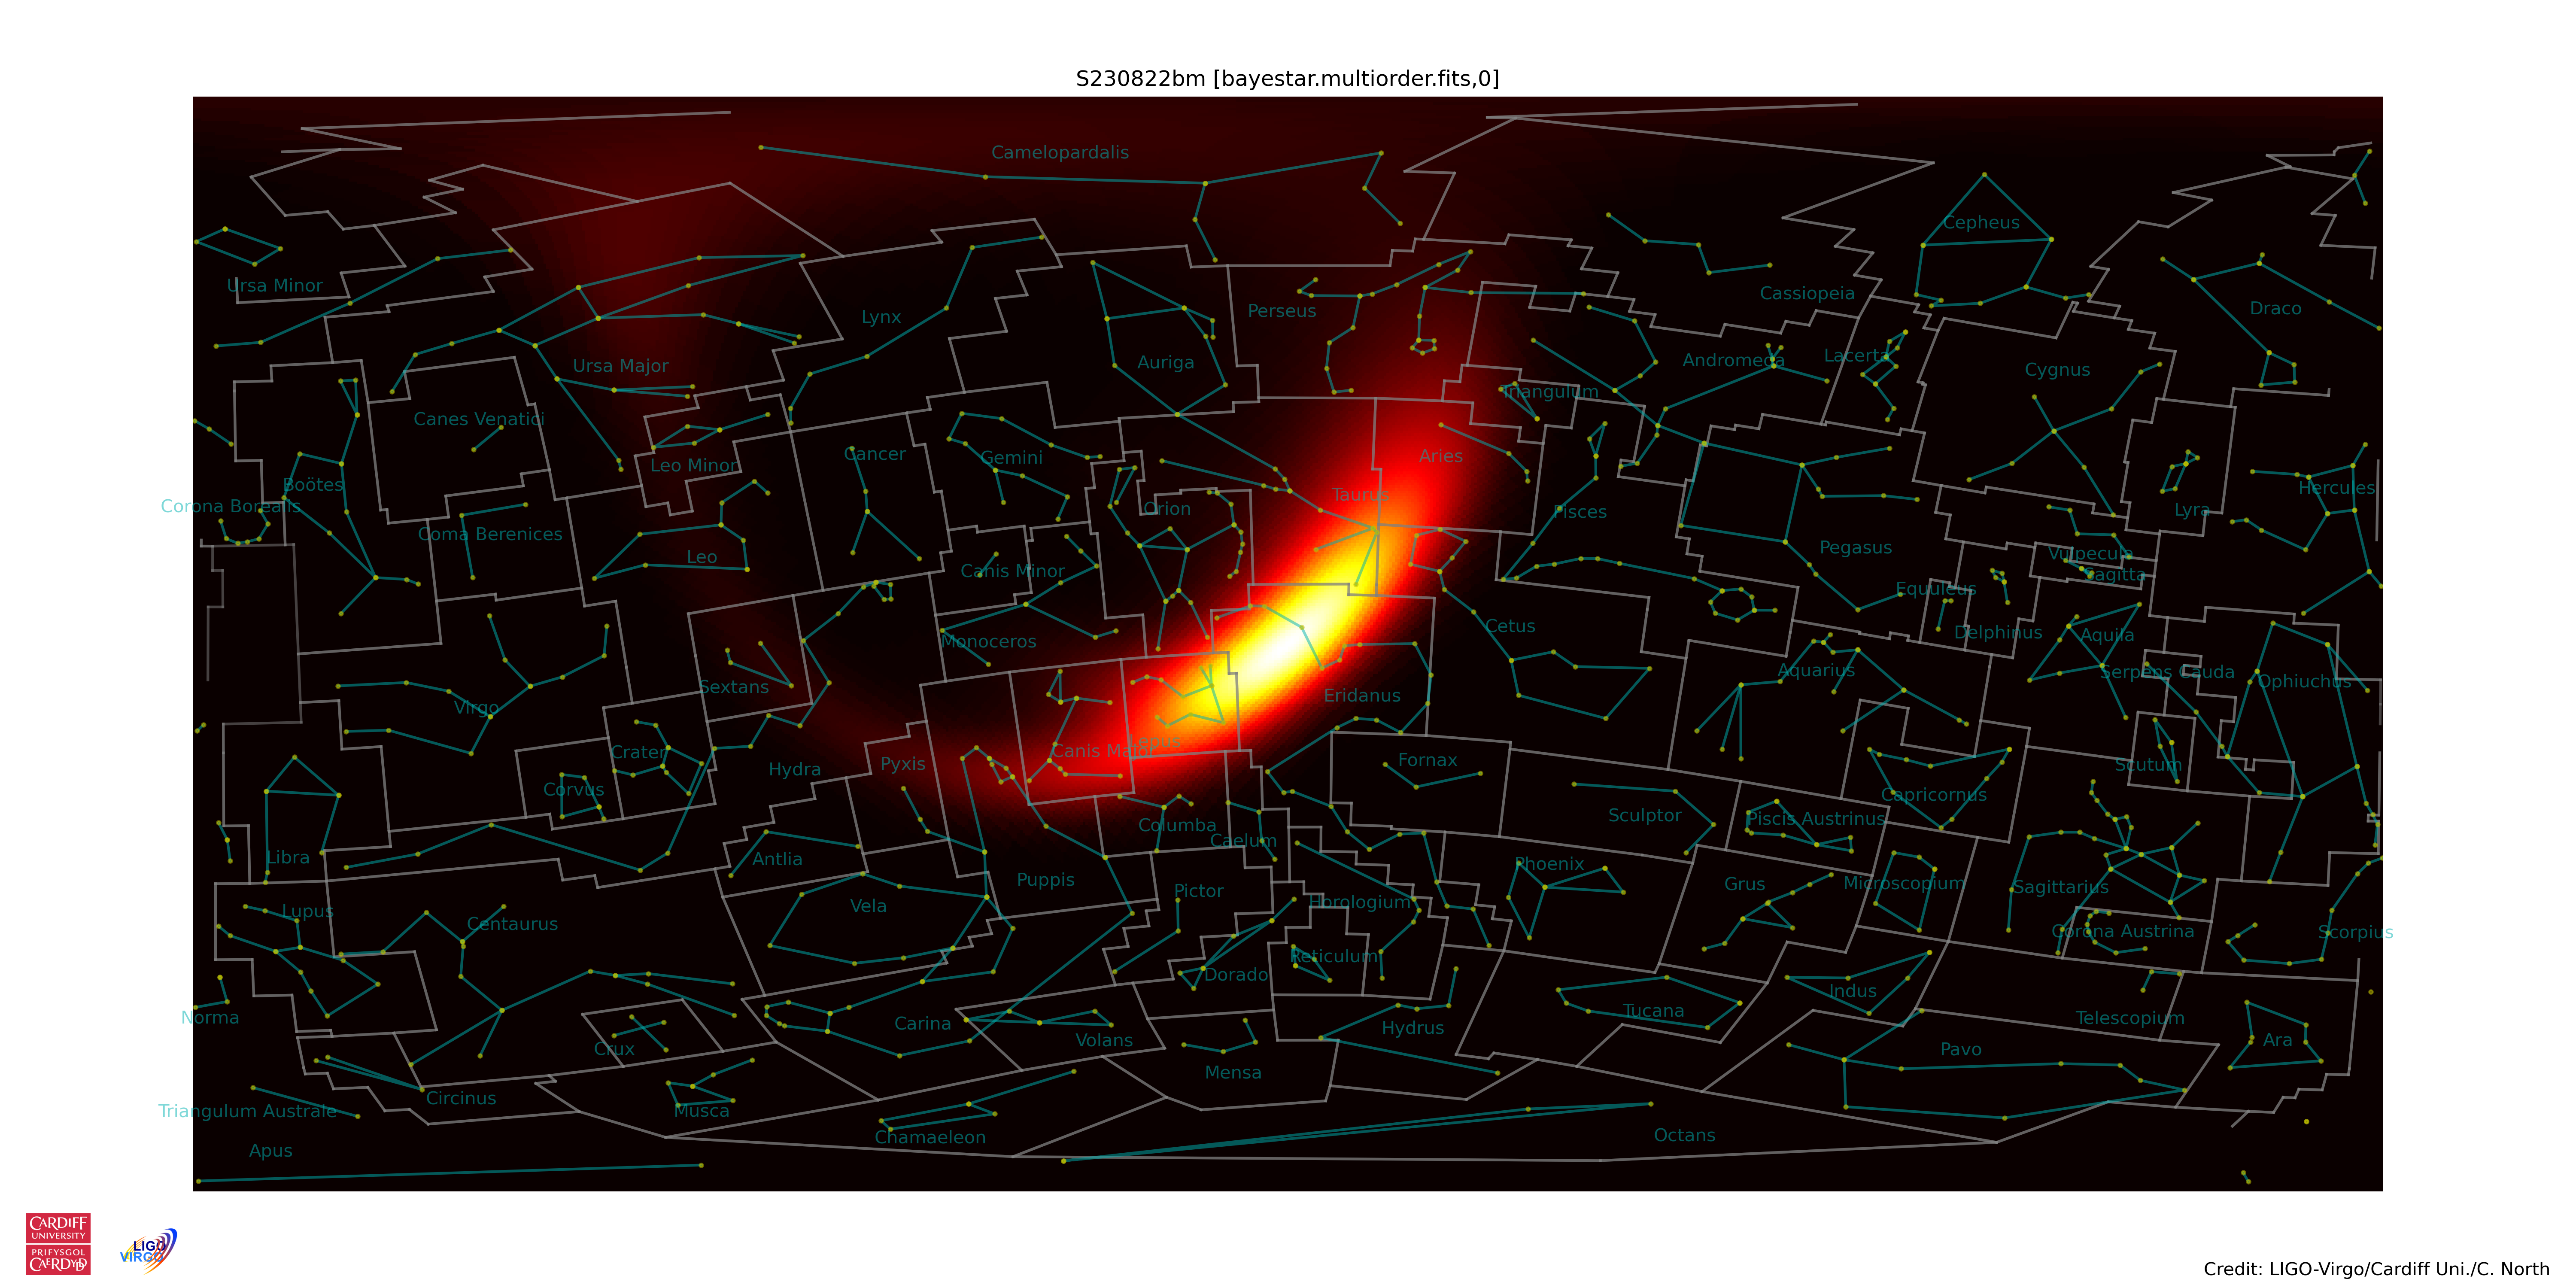 S230822bm [bayestar.multiorder.fits,0]
Camelopardalis
Cepheus
Ursa Minor
Cassiopeia
Draco
Perseus
Lynx
Andromeda
Lacerta
Auriga
Ursa Major
Cygnus
Triangulum
Canes Venatici
Cancer
Gemini
Aries
Leo Minor
Boötes
Taurus
Hercules
Corona Borealis
Orion
Pisces
Lyra
Coma Berenices
Pegasus
Vulpecula
Leo
Canis Minor
Sagitta
Equuleus
Cetus
Delphinus
Aquila
Monoceros
Aquarius
Serpens Cauda
Ophiuchus
Sextans
Eridanus
Virgo
Lepus
Canis Major
Crater
Fornax
Pyxis
Hydra
Scutum
Corvus
Capricornus
Sculptor
Piscis Austrinus
Columba
Caelum
Libra
Antlia
Phoenix
Puppis
Pictor
Grus
Microscopium
Sagittarius
Horologium
Vela
Lupus
Centaurus
Corona Austrina
Scorpius
Reticulum
Dorado
Indus
Tucana
Norma
Telescopium
Carina
Hydrus
Volans
Ara
Crux
Pavo
Mensa
Circinus
Triangulum Australe
Musca
Chamaeleon
Octans
Apus
CARDIFF
UNIVERSITY
PRIFYSGOL
CAERDYD
LIGO
VIRGO
Credit: LIGO-Virgo/Cardiff Uni./C. North